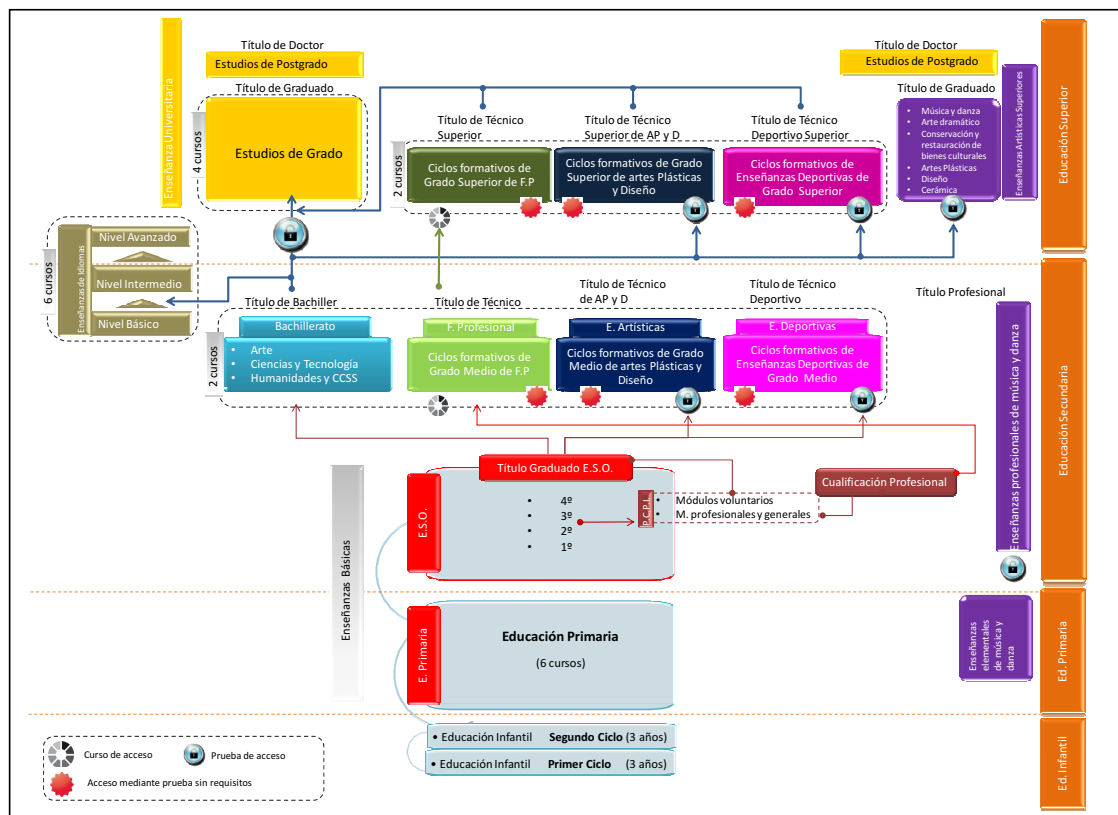 Título de Doctor
Estudios de Postgrado
Título de Graduado
Estudios de Grado
4 cursos
Enseñanza Universitaria
Título de Técnico
Superior
Ciclos formativos de
Grado Superior de F.P
2 cursos
Título de Técnico
Superior de AP y D
Ciclos formativos de Grado
Superior de artes Plásticas
y Diseño
Título de Técnico
Deportivo Superior
Ciclos formativos de
Enseñanzas Deportivas de
Grado Superior
Título de Doctor
Estudios de Postgrado
Título de Graduado
• Música y danza
• Arte dramático
• Conservación y
restauración de
bienes culturales
• Artes Plásticas
• Diseño
• Cerámica
Enseñanzas Artísticas Superiores
Educación Superior
6 cursos
Enseñanzas de Idiomas
Nivel Avanzado
Nivel Intermedio
Nivel Básico
Título de Bachiller
Bachillerato
• Arte
• Ciencias y Tecnología
• Humanidades y CCSS
2 cursos
Título de Técnico
F. Profesional
Ciclos formativos de
Grado Medio de F.P
Título de Técnico
de AP y D
E. Artísticas
Ciclos formativos de Grado
Medio de artes Plásticas y
Diseño
Título de Técnico
Deportivo
E. Deportivas
Ciclos formativos de
Enseñanzas Deportivas de
Grado Medio
Título Profesional
Enseñanzas profesionales de música y danza
Educación Secundaria
Título Graduado E.S.O.
E.S.O.
• 4º
• 3º
• 2º
• 1º
P.C.P.I.
• Módulos voluntarios
• M. profesionales y generales
Cualificación Profesional
Enseñanzas Básicas
E. Primaria
Educación Primaria
(6 cursos)
Enseñanzas
elementales
de música y
danza
Ed. Primaria
• Educación Infantil Segundo Ciclo (3 años)
• Educación Infantil Primer Ciclo (3 años)
Ed. Infantil
Curso de acceso
Prueba de acceso
Acceso mediante prueba sin requisitos